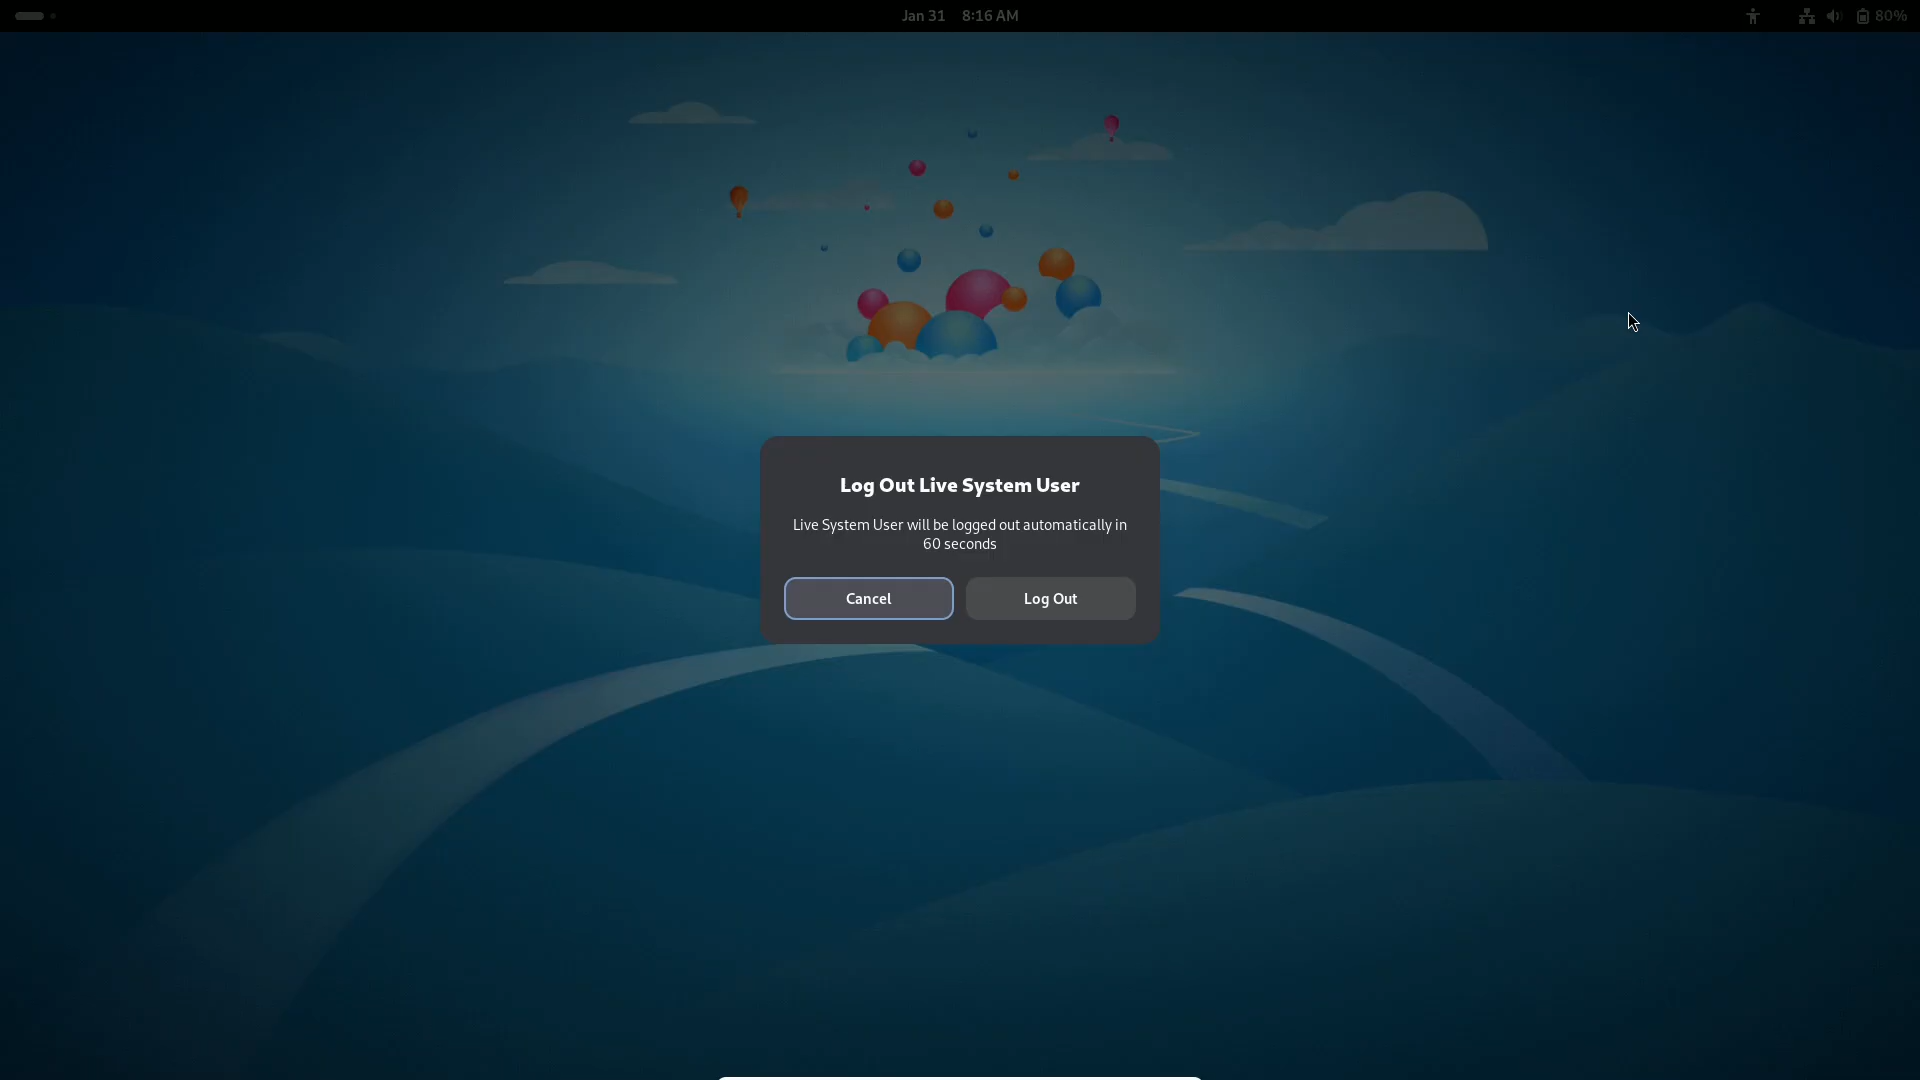 Jan 31 8:16 AM
80%
Log Out Live System User
Live System User will be logged out automatically in
60 seconds
Cancel
Log Out